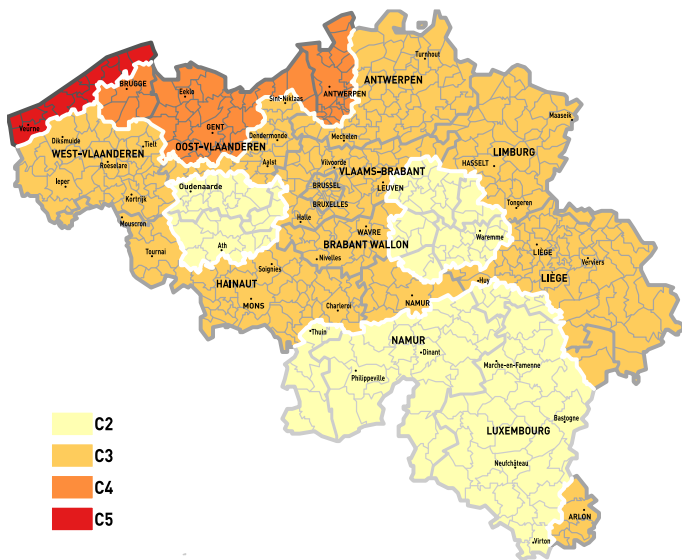 Turnhout
ANTWERPEN
BRUGGE
Eeklo
ANTWERPEN
Sint-Niklaas
Maaseik
Veurne
GENT
Diksmuide
Tielt
OOST-VLAANDEREN
Dendermonde
Mechelen
WEST-VLAANDEREN
Roeselare
Aalst
Vilvoorde
HASSELT
LIMBURG
VLAAMS-BRABANT
Ieper
Oudenaarde
BRUSSEL
LEUVEN
Kortrijk
BRUXELLES
Tongeren
Mouscron
Halle
WAVRE
Waremme
BRABANT WALLON
Ath
LIÈGE
Tournai
Nivelles
Verviers
Soignies
LIÈGE
HAINAUT
Huy
MONS
NAMUR
Charleroi
Thuin
NAMUR
Dinant
Marche-en-Famenne
Philippeville
C2
Bastogne
LUXEMBOURG
C3
Neufchâteau
C4
C5
ARLON
Virton